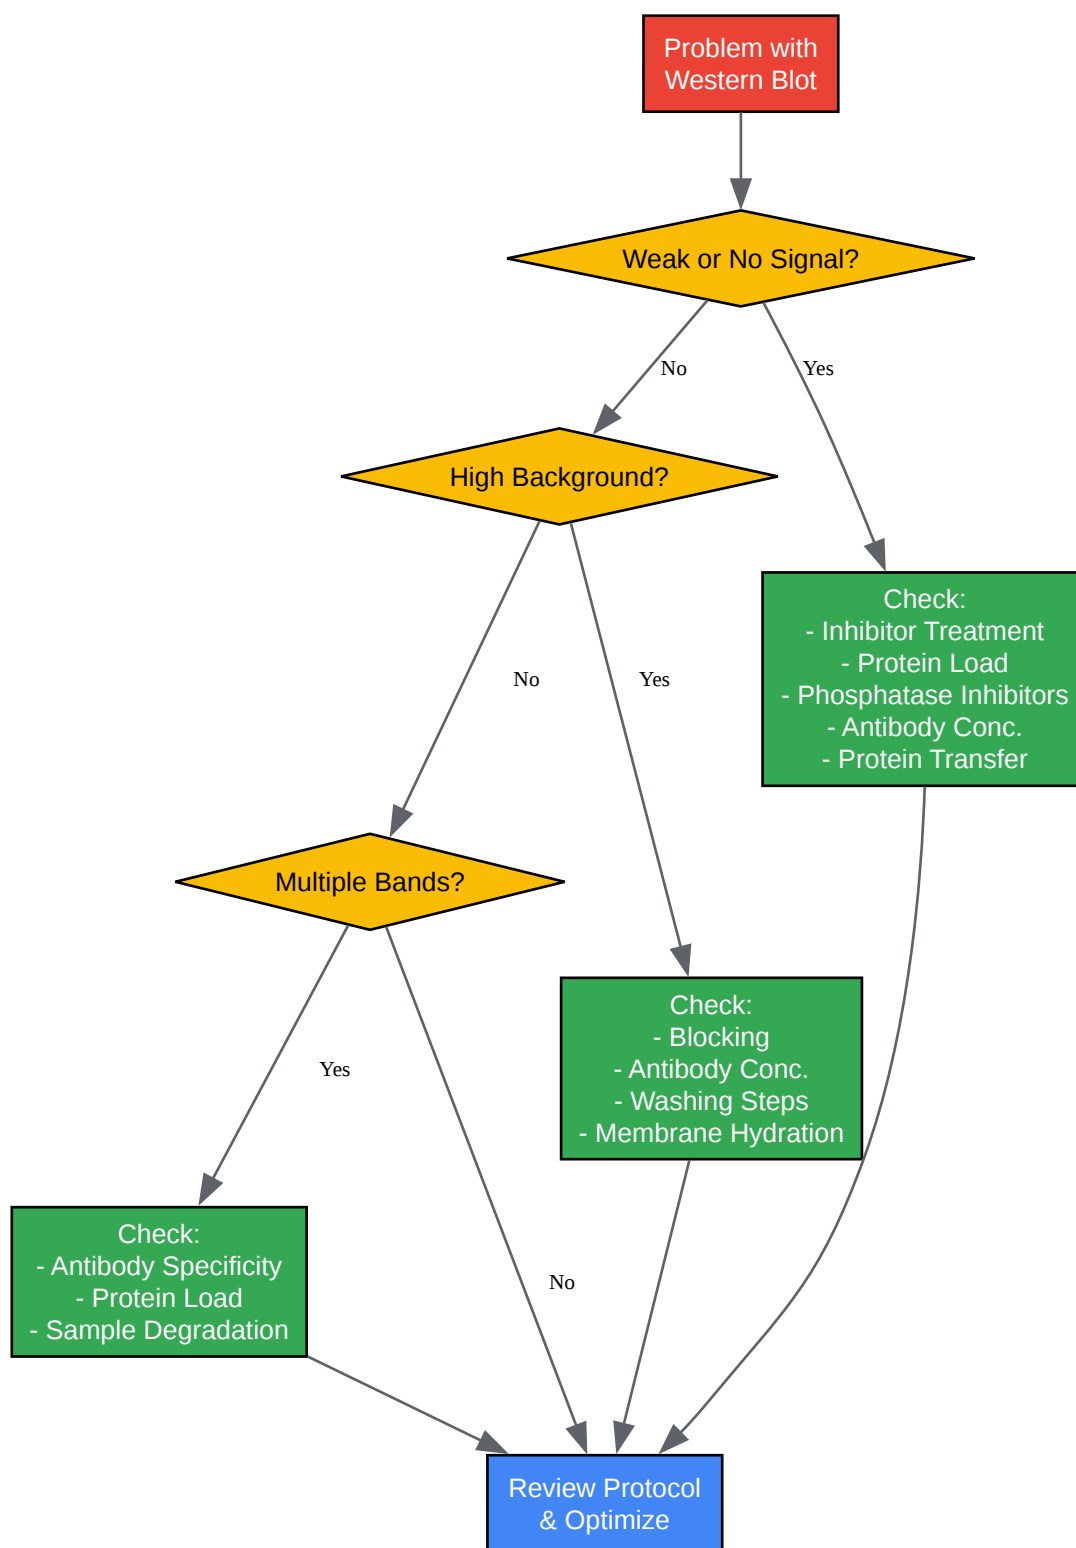 Problem with
Western Blot
Weak or No Signal?
No
Yes
High Background?
Check:
- Inhibitor Treatment
- Protein Load
- Phosphatase Inhibitors
- Antibody Conc.
- Protein Transfer
No
Yes
Multiple Bands?
Check:
- Blocking
- Antibody Conc.
- Washing Steps
- Membrane Hydration
Yes
No
Check:
- Antibody Specificity
- Protein Load
- Sample Degradation
Review Protocol
& Optimize